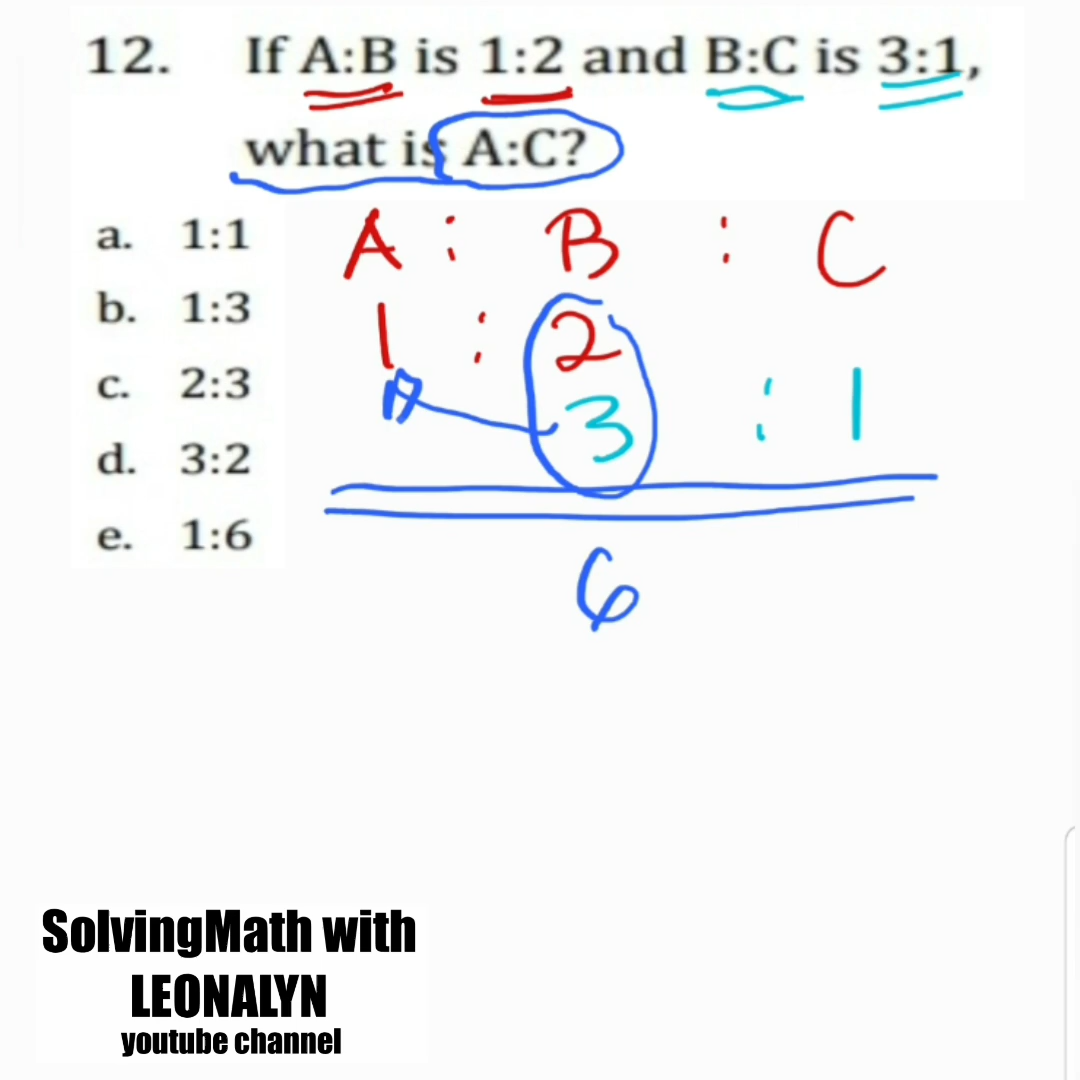 12. If A:B is 1:2 and B:C is 3:1,
what is A:C?
a. 1:1
b. 1:3
c. 2:3
d. 3:2
e. 1:6
A : B : C
1 : 2
3 : 1
6
SolvingMath with
LEONALYN
youtube channel